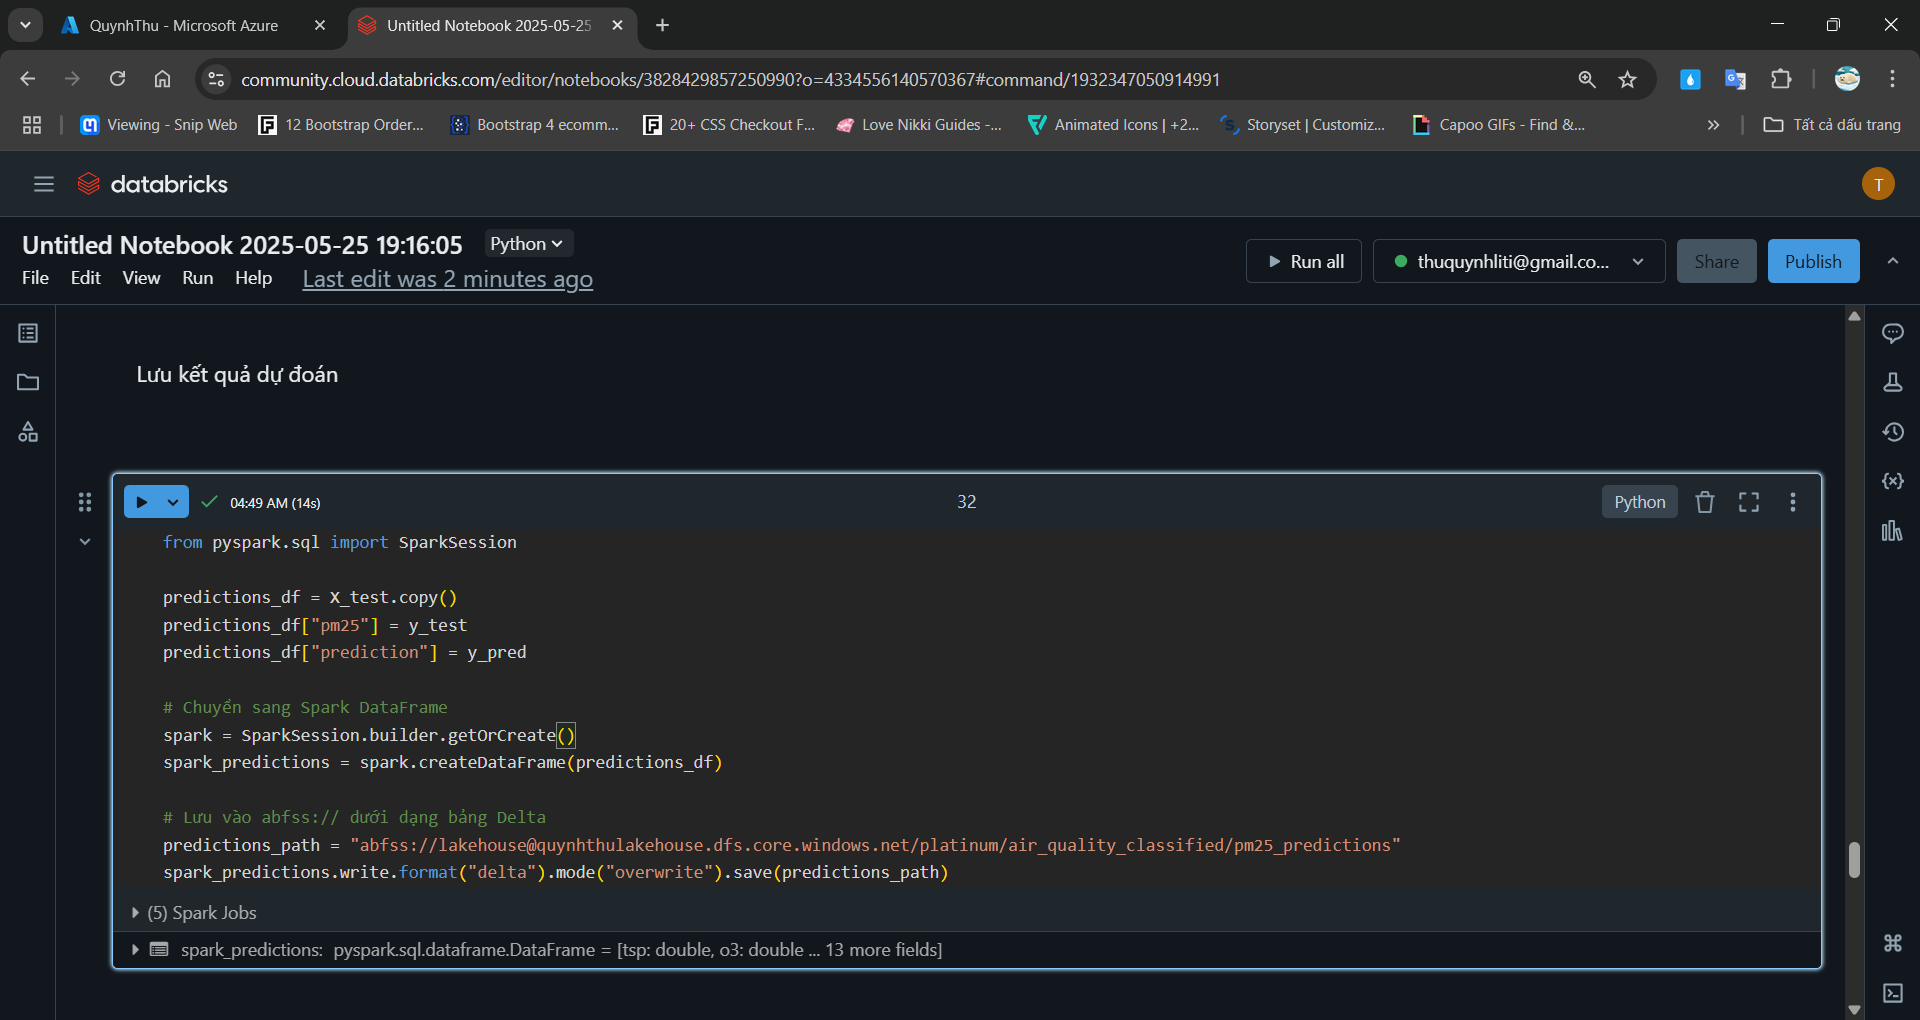 QuynhThu - Microsoft Azure
Untitled Notebook 2025-05-25
community.cloud.databricks.com/editor/notebooks/3828429857250990?o=4334556140570367#command/1932347050914991
Viewing - Snip Web
12 Bootstrap Order...
Bootstrap 4 ecomm...
20+ CSS Checkout F...
Love Nikki Guides -...
Animated Icons | +2...
Storyset | Customiz...
Capoo GIFs - Find &...
Tất cả dấu trang
databricks
T
Untitled Notebook 2025-05-25 19:16:05
Python
File Edit View Run Help Last edit was 2 minutes ago
Run all
thuquynhliti@gmail.co...
Share
Publish
Lưu kết quả dự đoán
04:49 AM (14s)
32
Python
from pyspark.sql import SparkSession
predictions_df = X_test.copy()
predictions_df["pm25"] = y_test
predictions_df["prediction"] = y_pred
# Chuyển sang Spark DataFrame
spark = SparkSession.builder.getOrCreate()
spark_predictions = spark.createDataFrame(predictions_df)
# Lưu vào abfss:// dưới dạng bảng Delta
predictions_path = "abfss://lakehouse@quynhthulakehouse.dfs.core.windows.net/platinum/air_quality_classified/pm25_predictions"
spark_predictions.write.format("delta").mode("overwrite").save(predictions_path)
(5) Spark Jobs
spark_predictions: pyspark.sql.dataframe.DataFrame = [tsp: double, o3: double ... 13 more fields]